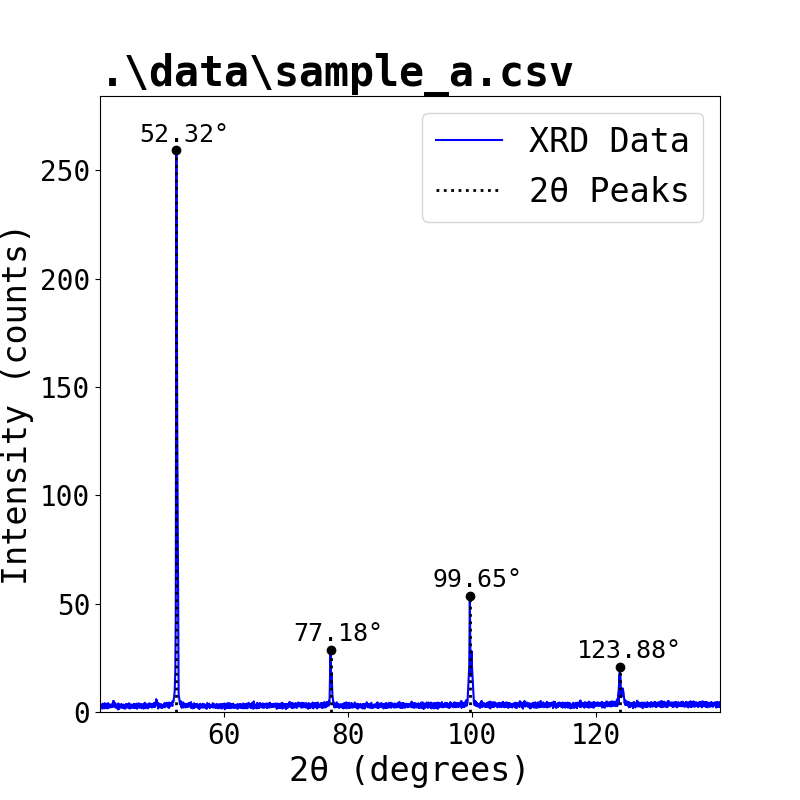 .\data\sample_a.csv
XRD Data
2θ Peaks
52.32°
77.18°
99.65°
123.88°
Intensity (counts)
250
200
150
100
50
0
60
80
100
120
2θ (degrees)